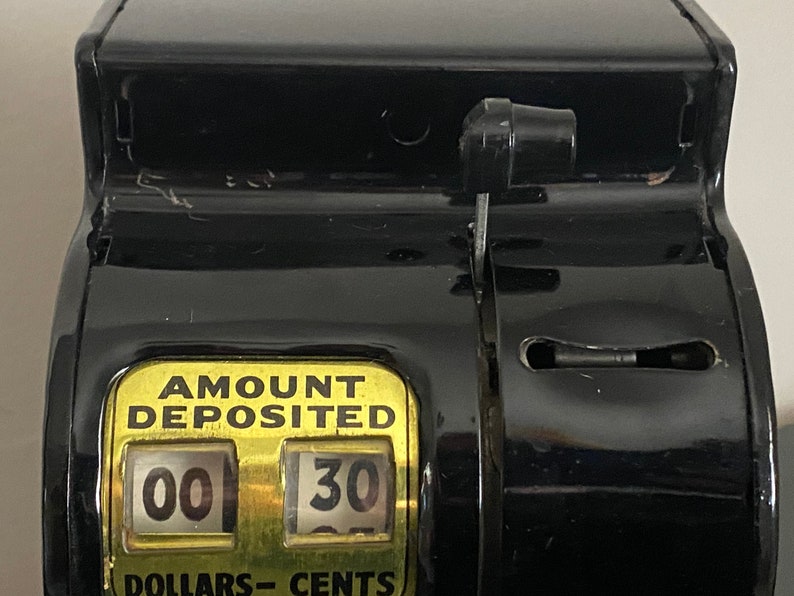 AMOUNT
DEPOSITED
00 30
DOLLARS– CENTS